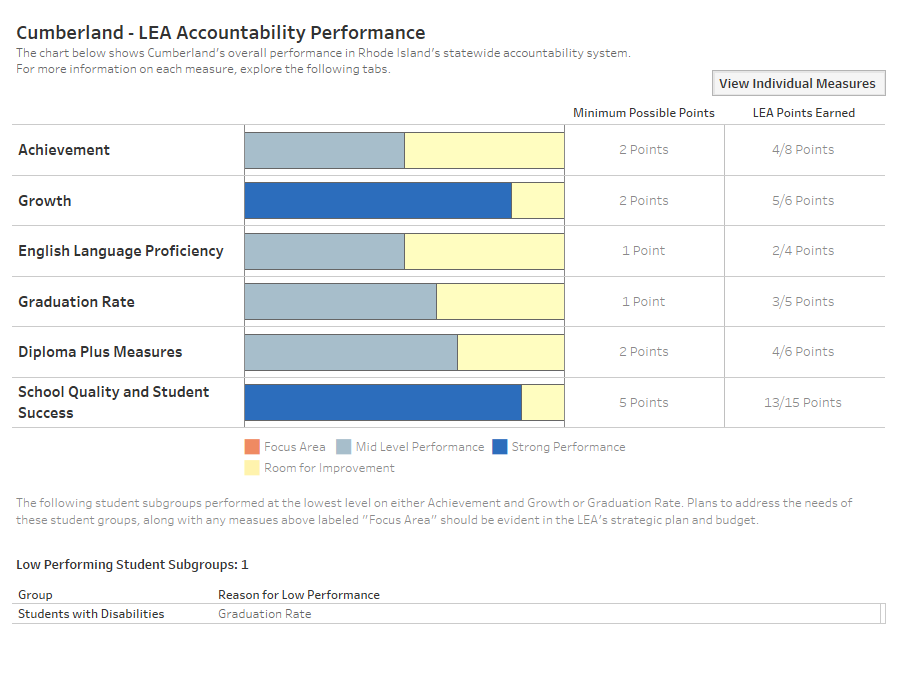 Cumberland - LEA Accountability Performance
The chart below shows Cumberland's overall performance in Rhode Island's statewide accountability system.
For more information on each measure, explore the following tabs.
View Individual Measures
Minimum Possible Points LEA Points Earned
Achievement 2 Points 4/8 Points
Growth 2 Points 5/6 Points
English Language Proficiency 1 Point 2/4 Points
Graduation Rate 1 Point 3/5 Points
Diploma Plus Measures 2 Points 4/6 Points
School Quality and Student
Success 5 Points 13/15 Points
Focus Area Mid Level Performance Strong Performance
Room for Improvement
The following student subgroups performed at the lowest level on either Achievement and Growth or Graduation Rate. Plans to address the needs of
these student groups, along with any measues above labeled "Focus Area" should be evident in the LEA's strategic plan and budget.
Low Performing Student Subgroups: 1
Group Reason for Low Performance
Students with Disabilities Graduation Rate